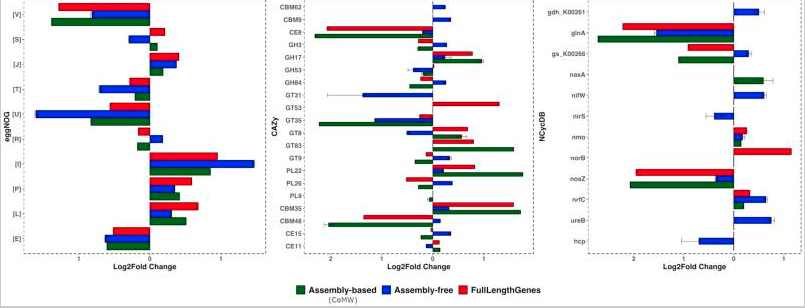 eggNOG
[V]
[S]
[J]
[T]
[U]
[R]
[I]
[P]
[L]
[E]
1 0 1
Log2Fold Change
CAZy
CBM62
CBM9
CE8
GH3
GH17
GH53
GH84
GT31
GT53
GT35
GT8
GT83
GT9
PL22
PL26
PL9
CBM35
CBM48
CE15
CE11
2 1 0 1
Log2Fold Change
NCycDB
gdh_K00261
glnA
gs_K00266
nasA
nifW
nirS
nmo
norB
nosZ
nrfC
ureB
hcp
2 1 0 1
Log2Fold Change
Assembly-based Assembly-free FullLengthGenes
(CoMW)